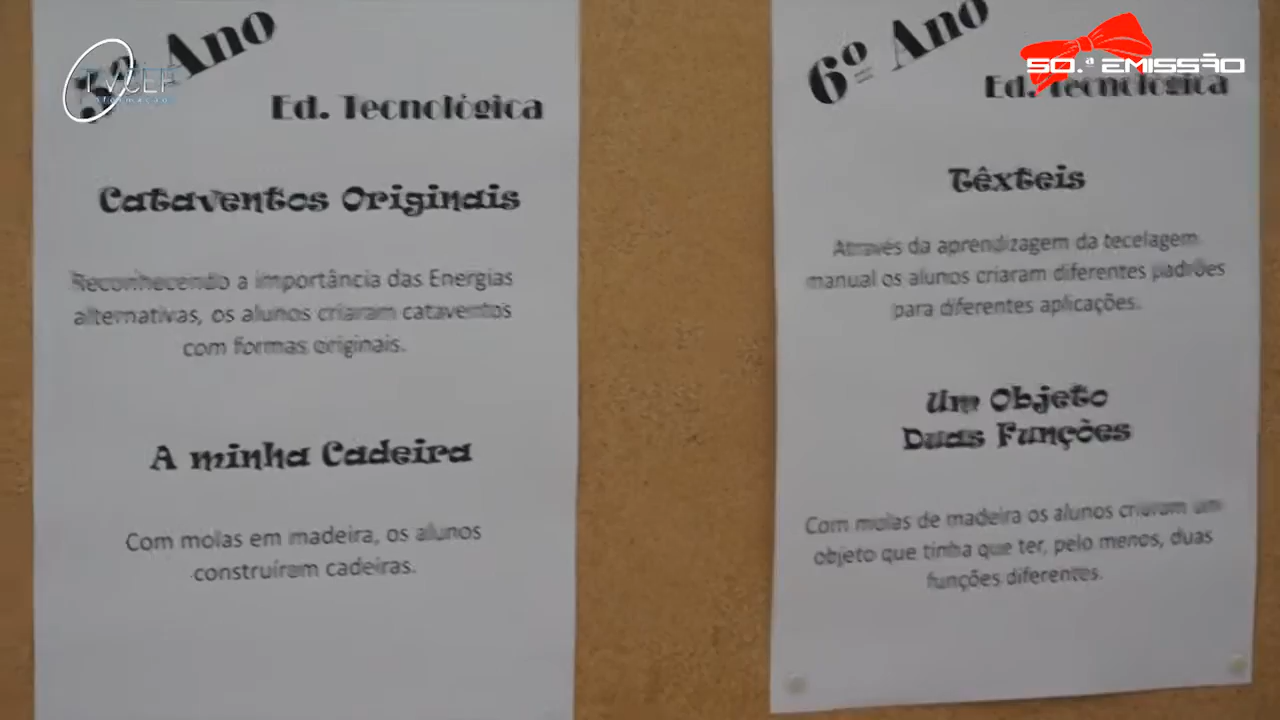 5º Ano
Ed. Tecnológica
Cataventos Originais
Reconhecendo a importância das Energias
alternativas, os alunos criaram cataventos
com formas originais.
A minha Cadeira
Com molas em madeira, os alunos
construíram cadeiras.
6º Ano
Ed. Tecnológica
Têxteis
Através da aprendizagem da tecelagem
manual os alunos criaram diferentes padrões
para diferentes aplicações.
Um Objeto
Duas Funções
Com molas de madeira os alunos criaram um
objeto que tinha que ter, pelo menos, duas
funções diferentes.
TVCEF
50.ª EMISSÃO